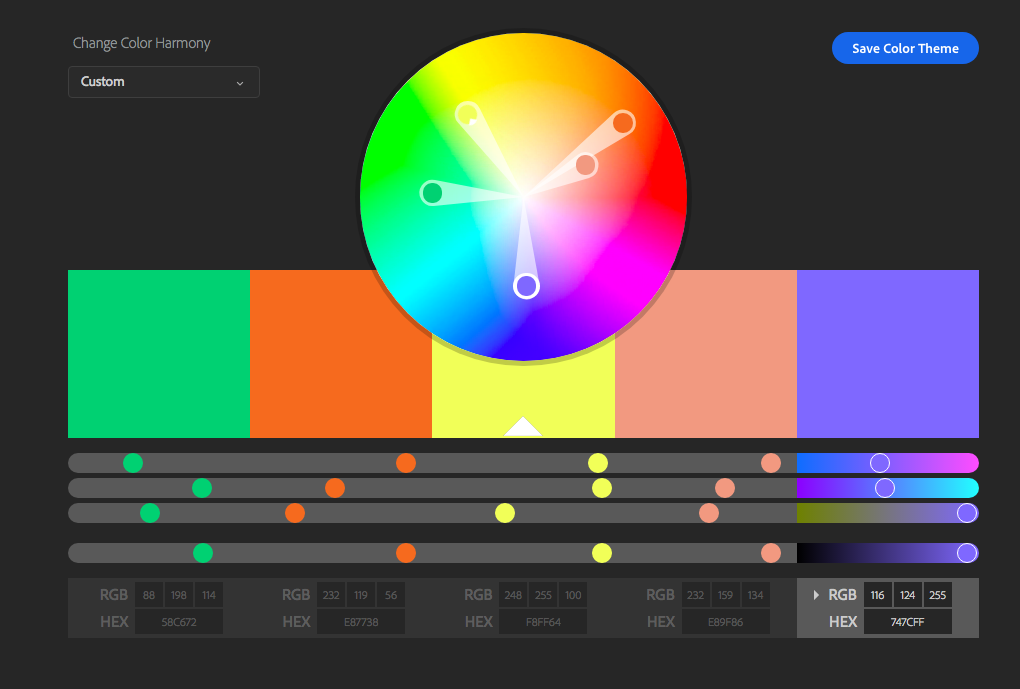 Change Color Harmony
Save Color Theme
Custom
RGB 88 198 114
RGB 232 119 56
RGB 248 255 100
RGB 232 159 134
RGB 116 124 255
HEX 58C672
HEX E87738
HEX F8FF64
HEX E89F86
HEX 747CFF